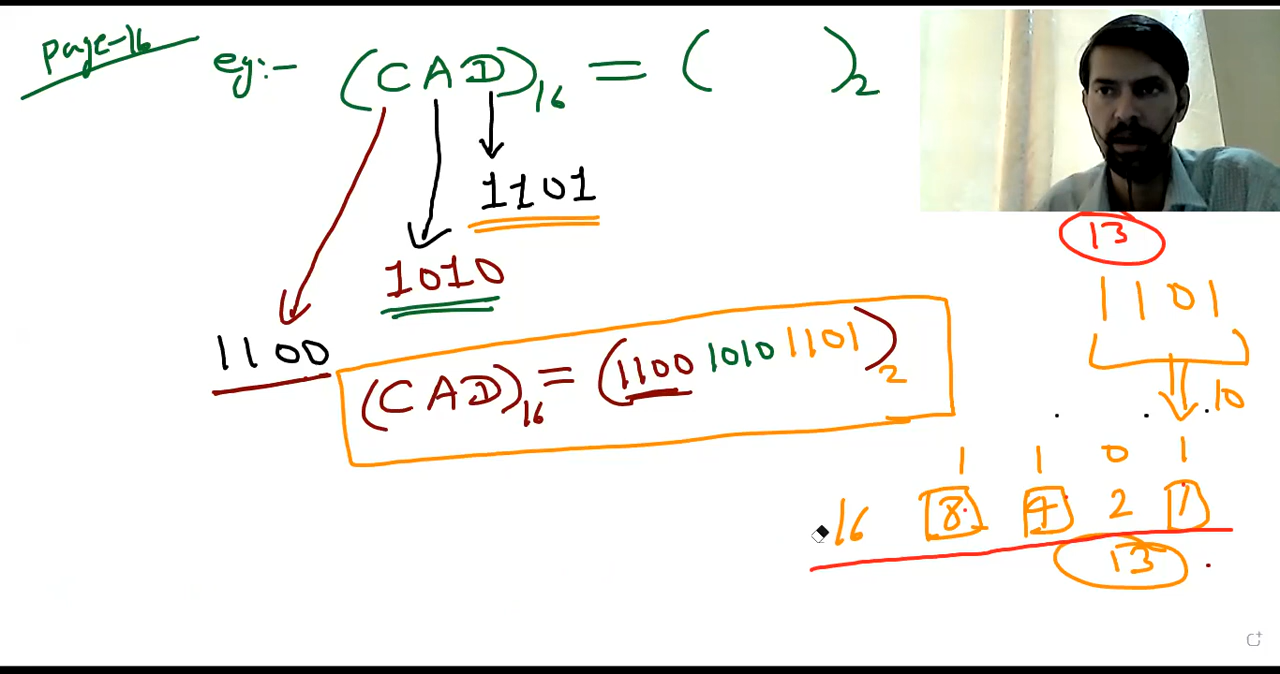 Page-16
eg:- (CAD)16 = ( )2
1101
1010
1100
(CAD)16 = (1100 1010 1101)2
13
1101
10
1 1 0 1
16 8 4 2 1
13